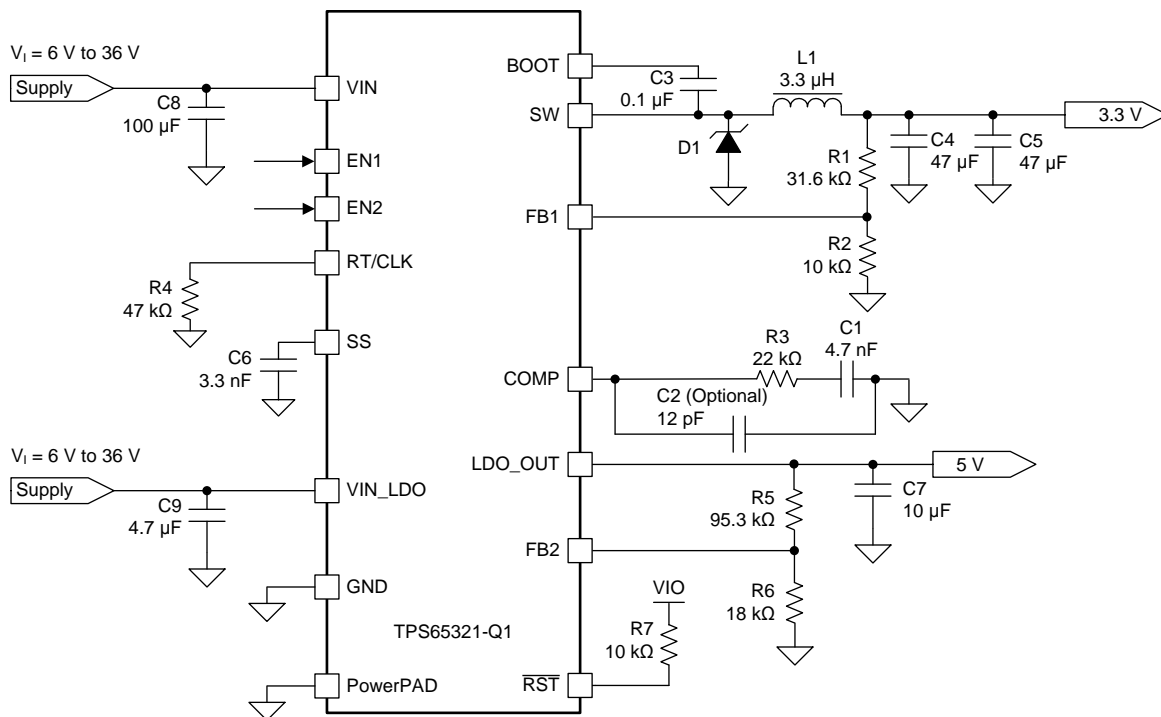 V_I = 6 V to 36 V
Supply
C8
100 µF
VIN
EN1
EN2
RT/CLK
R4
47 kΩ
SS
C6
3.3 nF
V_I = 6 V to 36 V
Supply
C9
4.7 µF
VIN_LDO
GND
TPS65321-Q1
PowerPAD
BOOT
SW
C3
0.1 µF
D1
L1
3.3 µH
R1
31.6 kΩ
C4
47 µF
C5
47 µF
3.3 V
FB1
R2
10 kΩ
COMP
R3
22 kΩ
C1
4.7 nF
C2 (Optional)
12 pF
LDO_OUT
5 V
R5
95.3 kΩ
C7
10 µF
FB2
R6
18 kΩ
VIO
R7
10 kΩ
RST